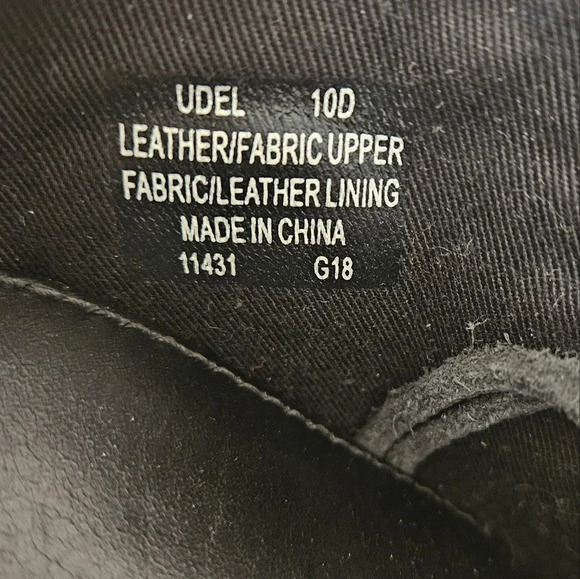 UDEL 10D
LEATHER/FABRIC UPPER
FABRIC/LEATHER LINING
MADE IN CHINA
11431 G18